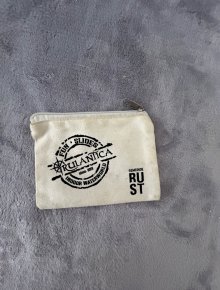 FUN • SLIDES
RULANTICA
INDOOR WATERWORLD
RU
ST